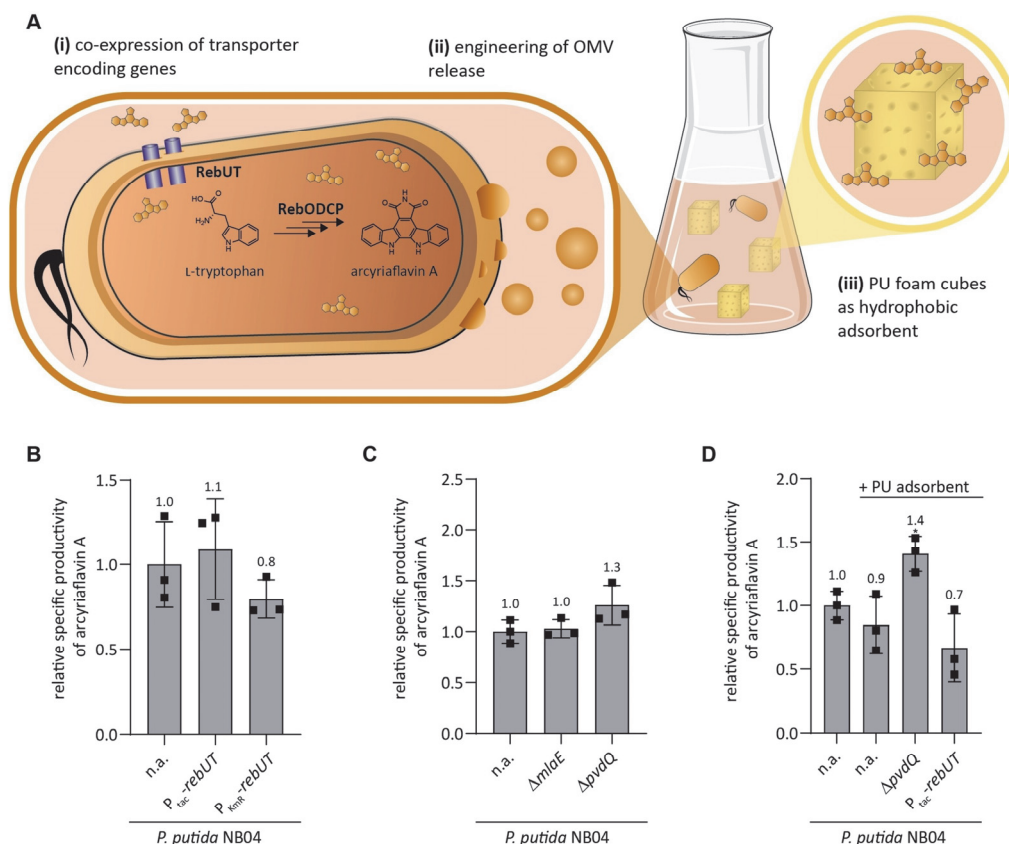 A
(i) co-expression of transporter
encoding genes
(ii) engineering of OMV
release
RebUT
HO
O
H₂N
N
H
L-tryptophan
RebODCP
H
N
O
O
N
H
N
H
arcyriaflavin A
(iii) PU foam cubes
as hydrophobic
adsorbent
B
relative specific productivity
of arcyriaflavin A
1.5
1.0
0.5
0.0
1.0
1.1
0.8
n.a.
Ptac-rebUT
PKmR-rebUT
P. putida NB04
C
relative specific productivity
of arcyriaflavin A
2.5
2.0
1.5
1.0
0.5
0.0
1.0
1.0
1.3
n.a.
ΔmlaE
ΔpvdQ
P. putida NB04
D
relative specific productivity
of arcyriaflavin A
2.0
1.5
1.0
0.5
0.0
+ PU adsorbent
1.0
0.9
1.4
*
0.7
n.a.
n.a.
ΔpvdQ
Ptac-rebUT
P. putida NB04